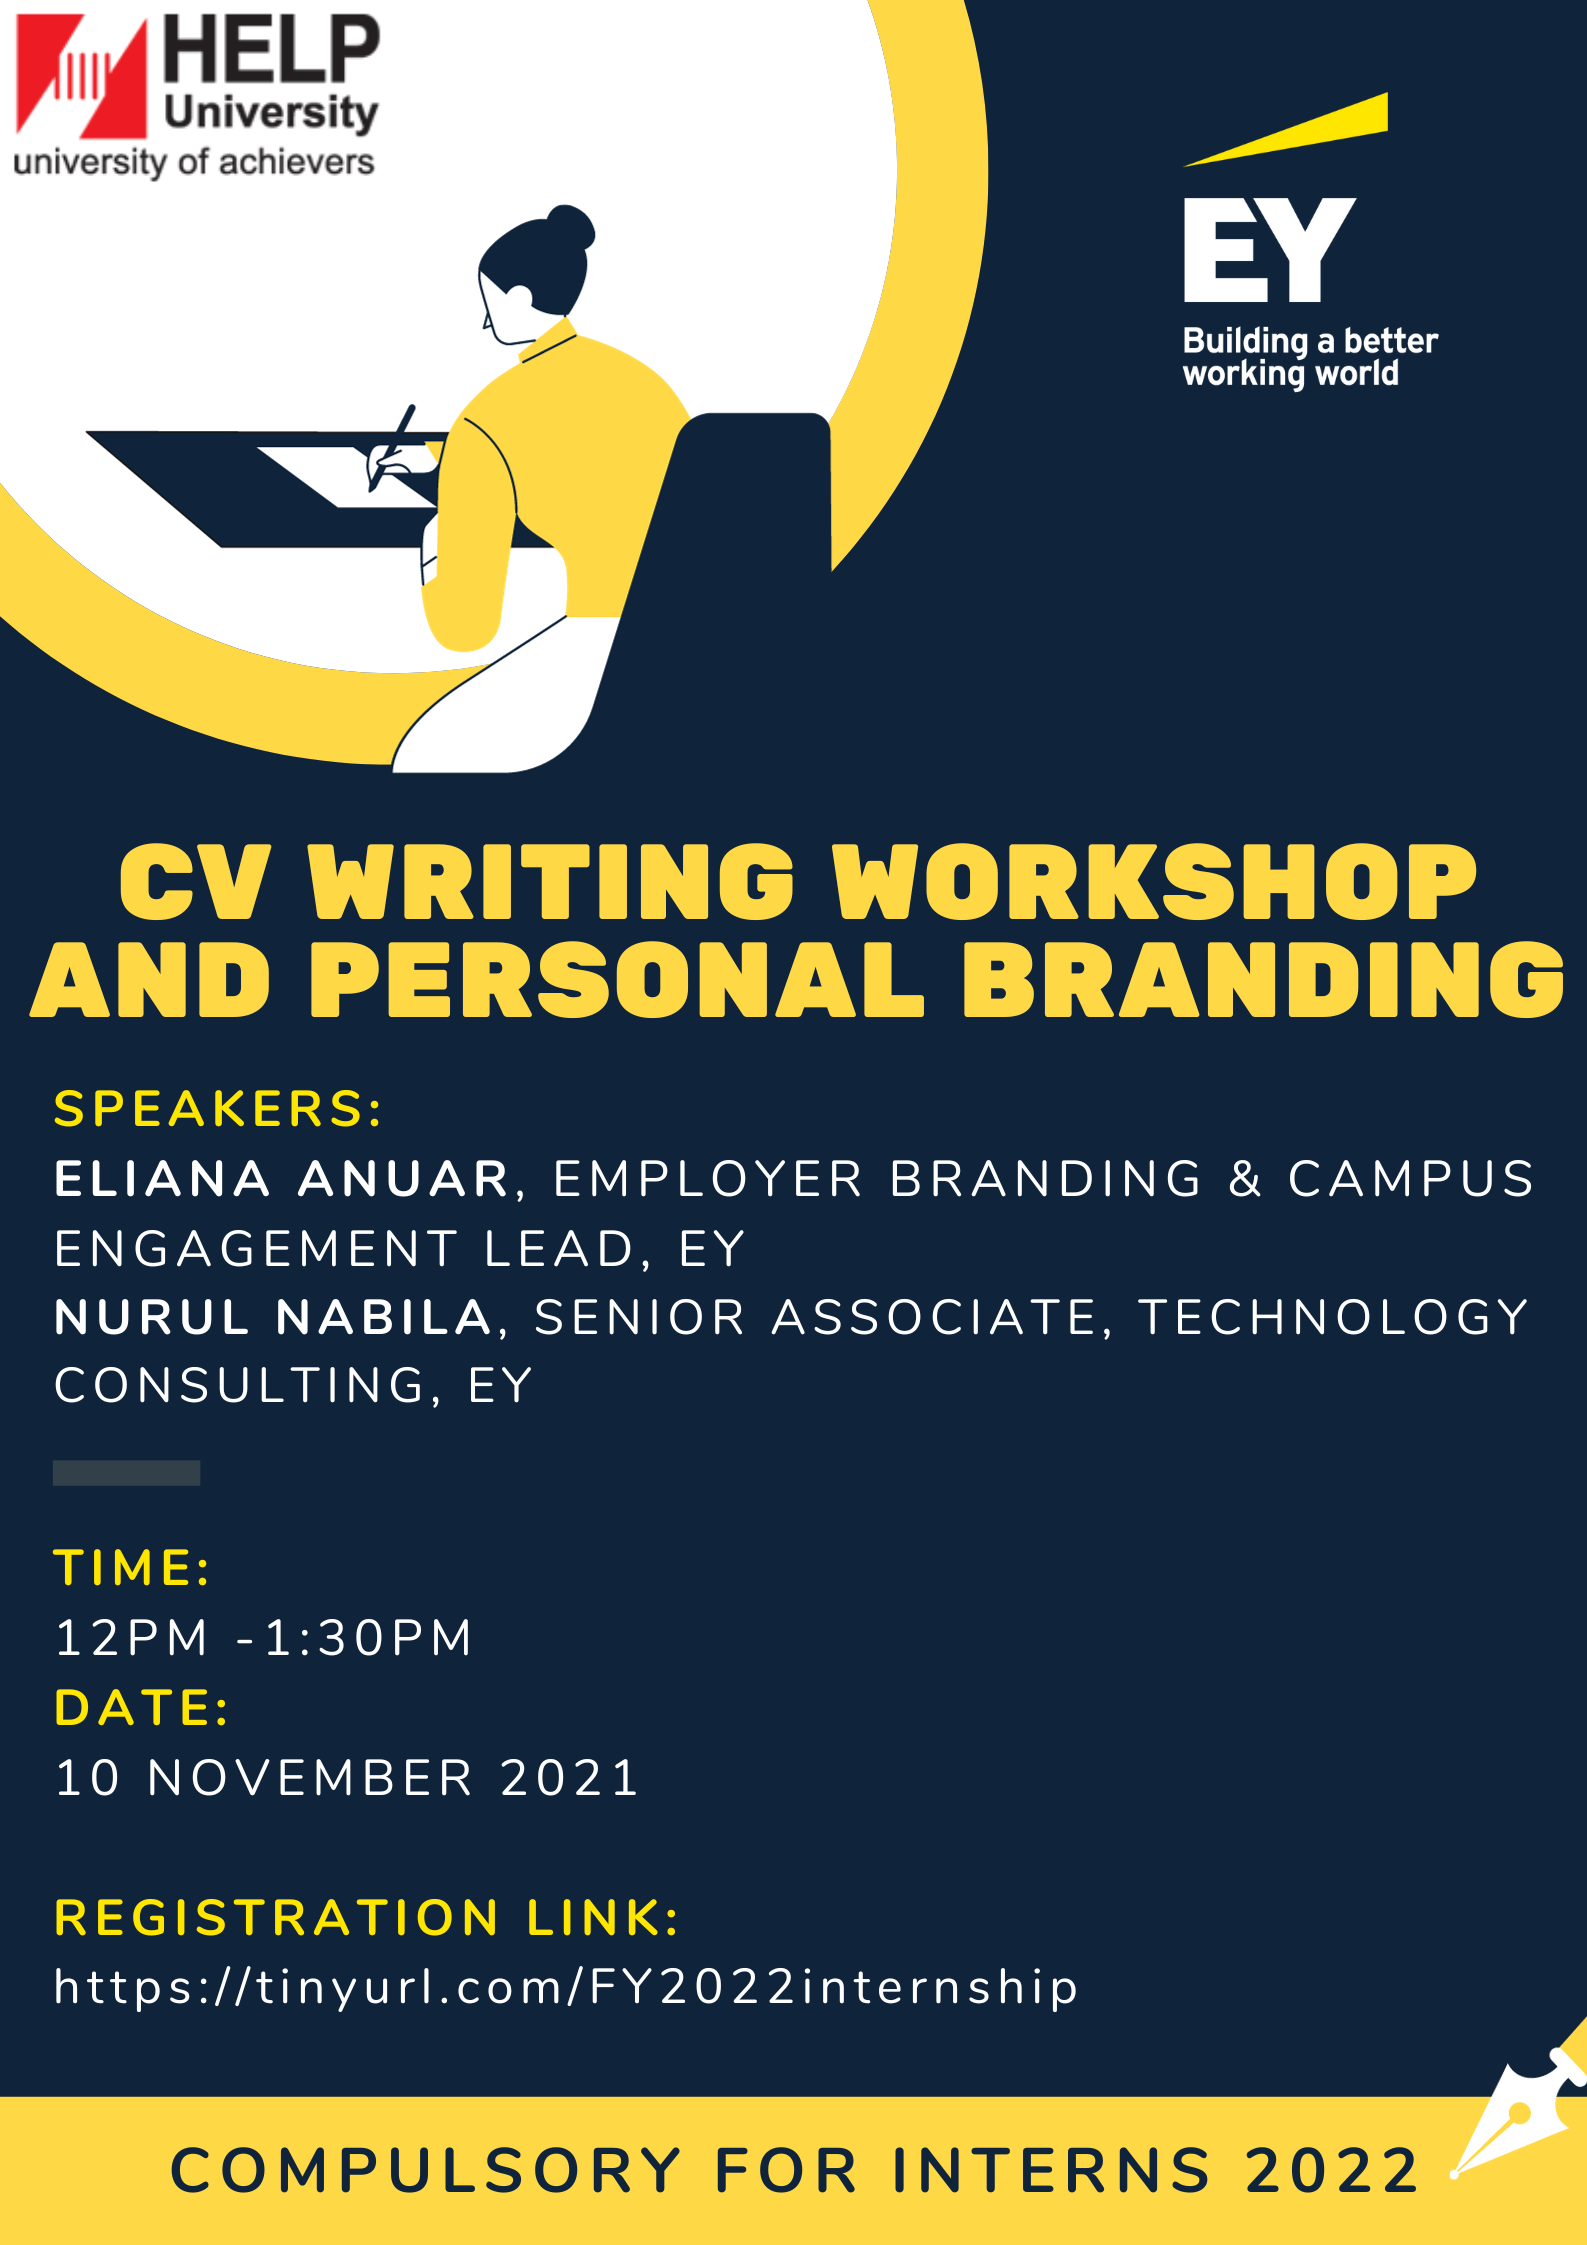 HELP
University
university of achievers
EY
Building a better
working world
CV WRITING WORKSHOP
AND PERSONAL BRANDING
SPEAKERS:
ELIANA ANUAR, EMPLOYER BRANDING & CAMPUS
ENGAGEMENT LEAD, EY
NURUL NABILA, SENIOR ASSOCIATE, TECHNOLOGY
CONSULTING, EY
TIME:
12PM -1:30PM
DATE:
10 NOVEMBER 2021
REGISTRATION LINK:
https://tinyurl.com/FY2022internship
COMPULSORY FOR INTERNS 2022